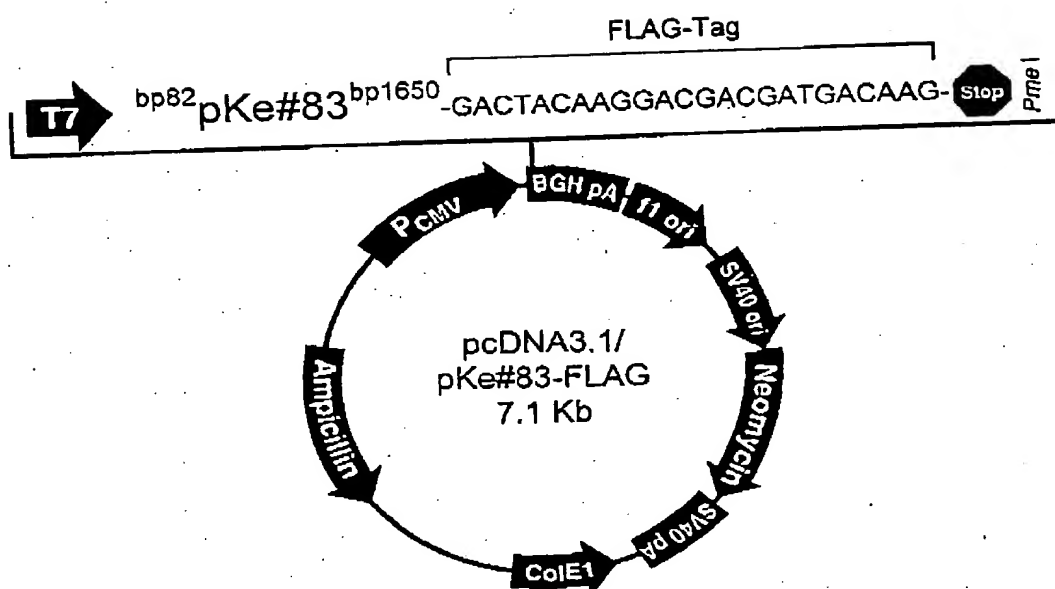 FLAG-Tag
T7 bp82pKe#83bp1650-GACTACAAGGACGACGATGACAAG- Stop Pme I
PCMV
BGH pA
f1 ori
SV40 ori
Neomycin
SV40 pA
ColE1
Ampicillin
pcDNA3.1/
pKe#83-FLAG
7.1 Kb